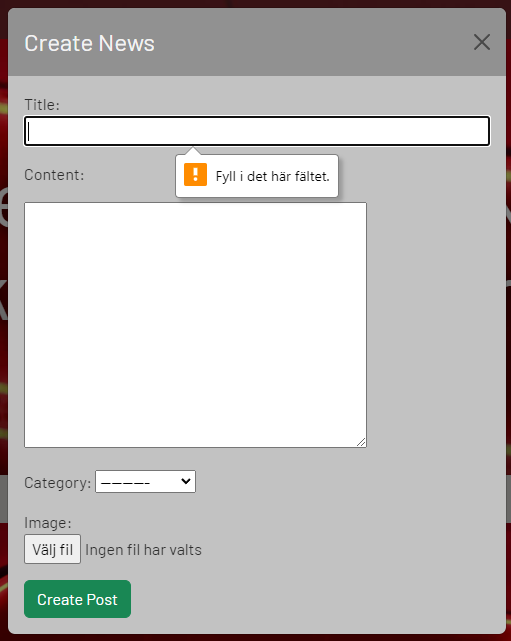 Create News
Title:
Fyll i det här fältet.
Content:
Category: ---------
Image:
Välj fil Ingen fil har valts
Create Post